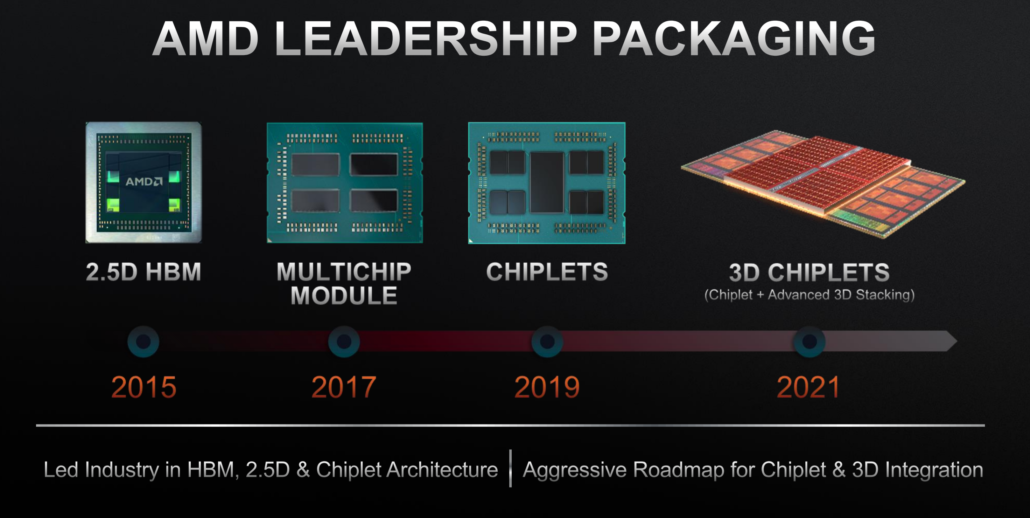 AMD LEADERSHIP PACKAGING
AMD
2.5D HBM
MULTICHIP
MODULE
CHIPLETS
3D CHIPLETS
(Chiplet + Advanced 3D Stacking)
2015
2017
2019
2021
Led Industry in HBM, 2.5D & Chiplet Architecture
Aggressive Roadmap for Chiplet & 3D Integration